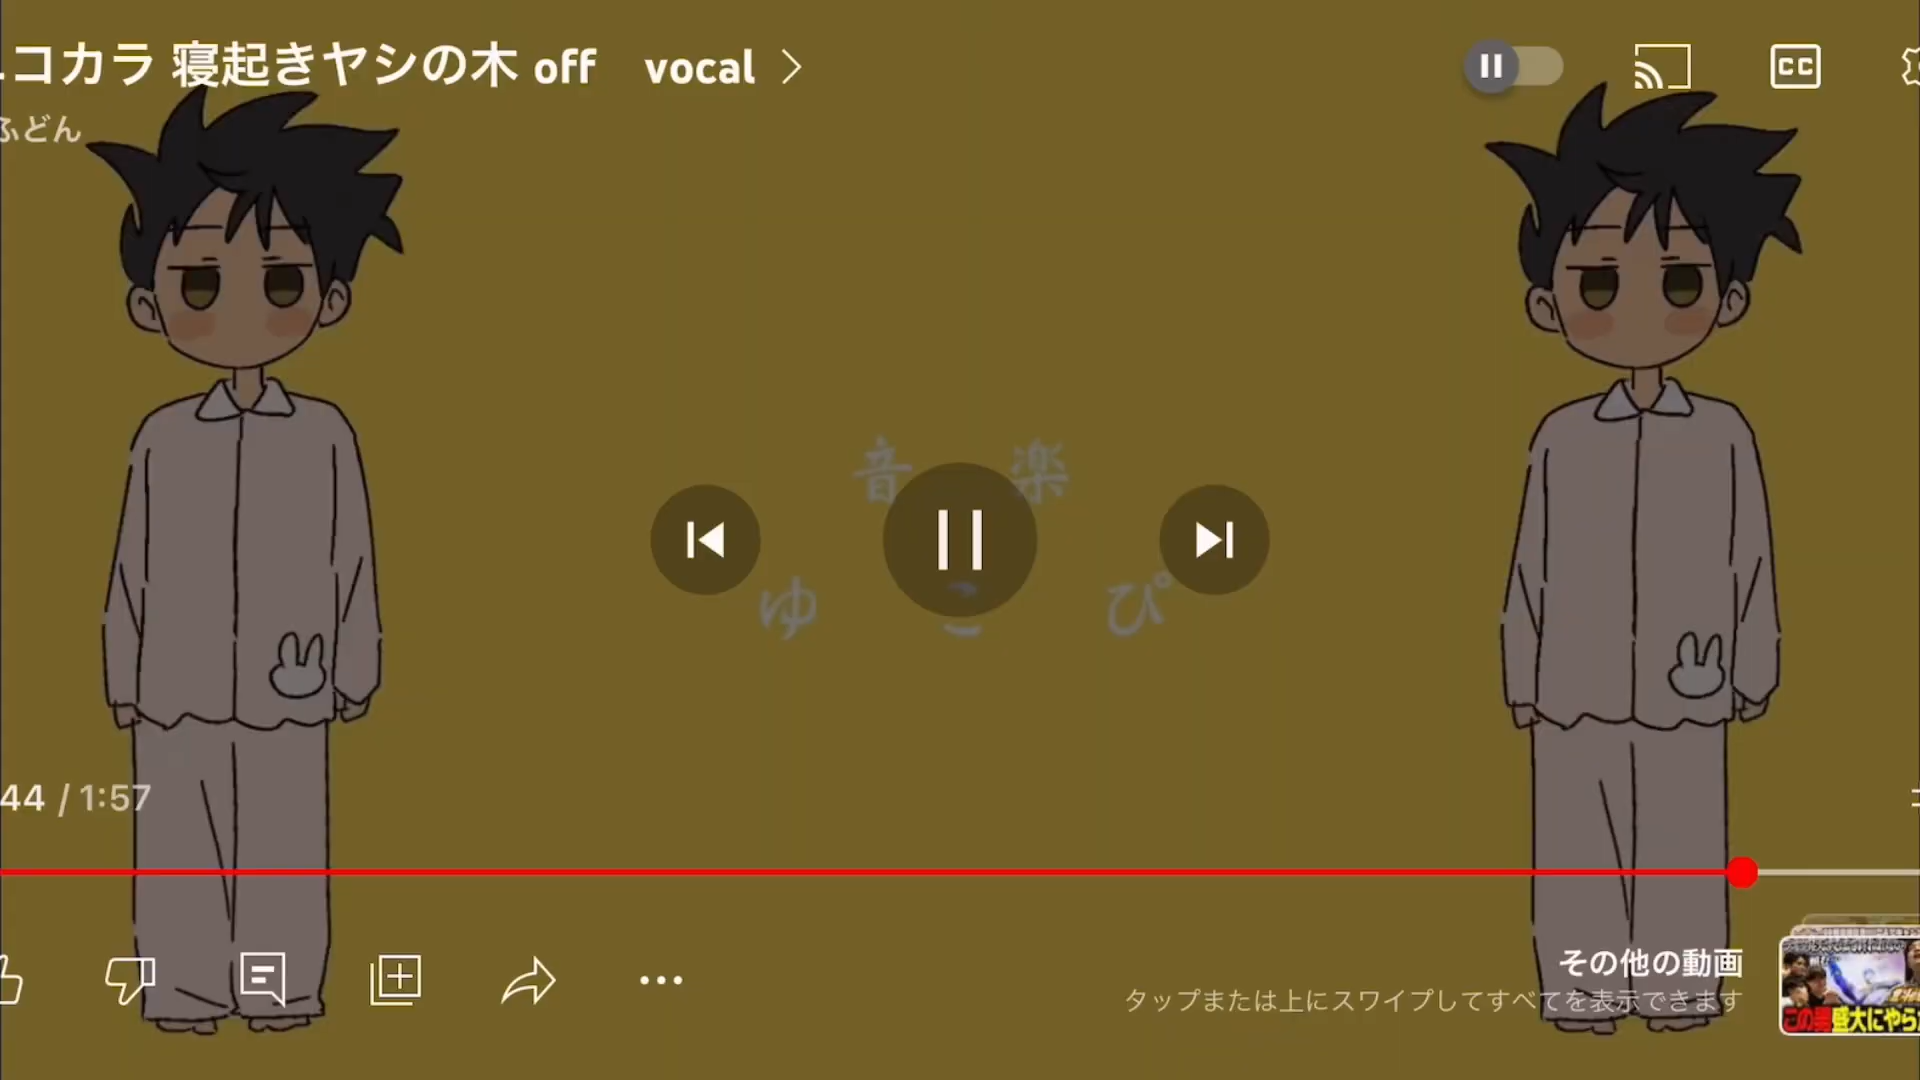 コカラ 寝起きヤシの木 off vocal
ふどん
CC
音楽
ゆこぴ
44 / 1:57
その他の動画
タップまたは上にスワイプしてすべてを表示できます
盛大にやら